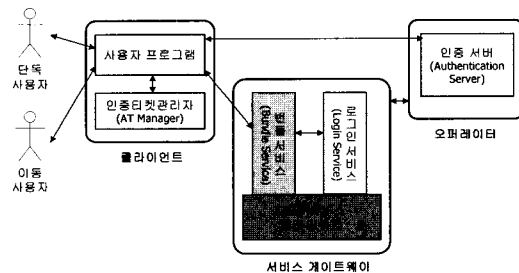 단독
사용자
이동
사용자
사용자 프로그램
인증티켓관리자
(AT Manager)
클라이언트
번들 서비스
(Bundle Service)
로그인 서비스
(Login Service)
서비스 게이트웨이
인증 서버
(Authentication
Server)
오퍼레이터